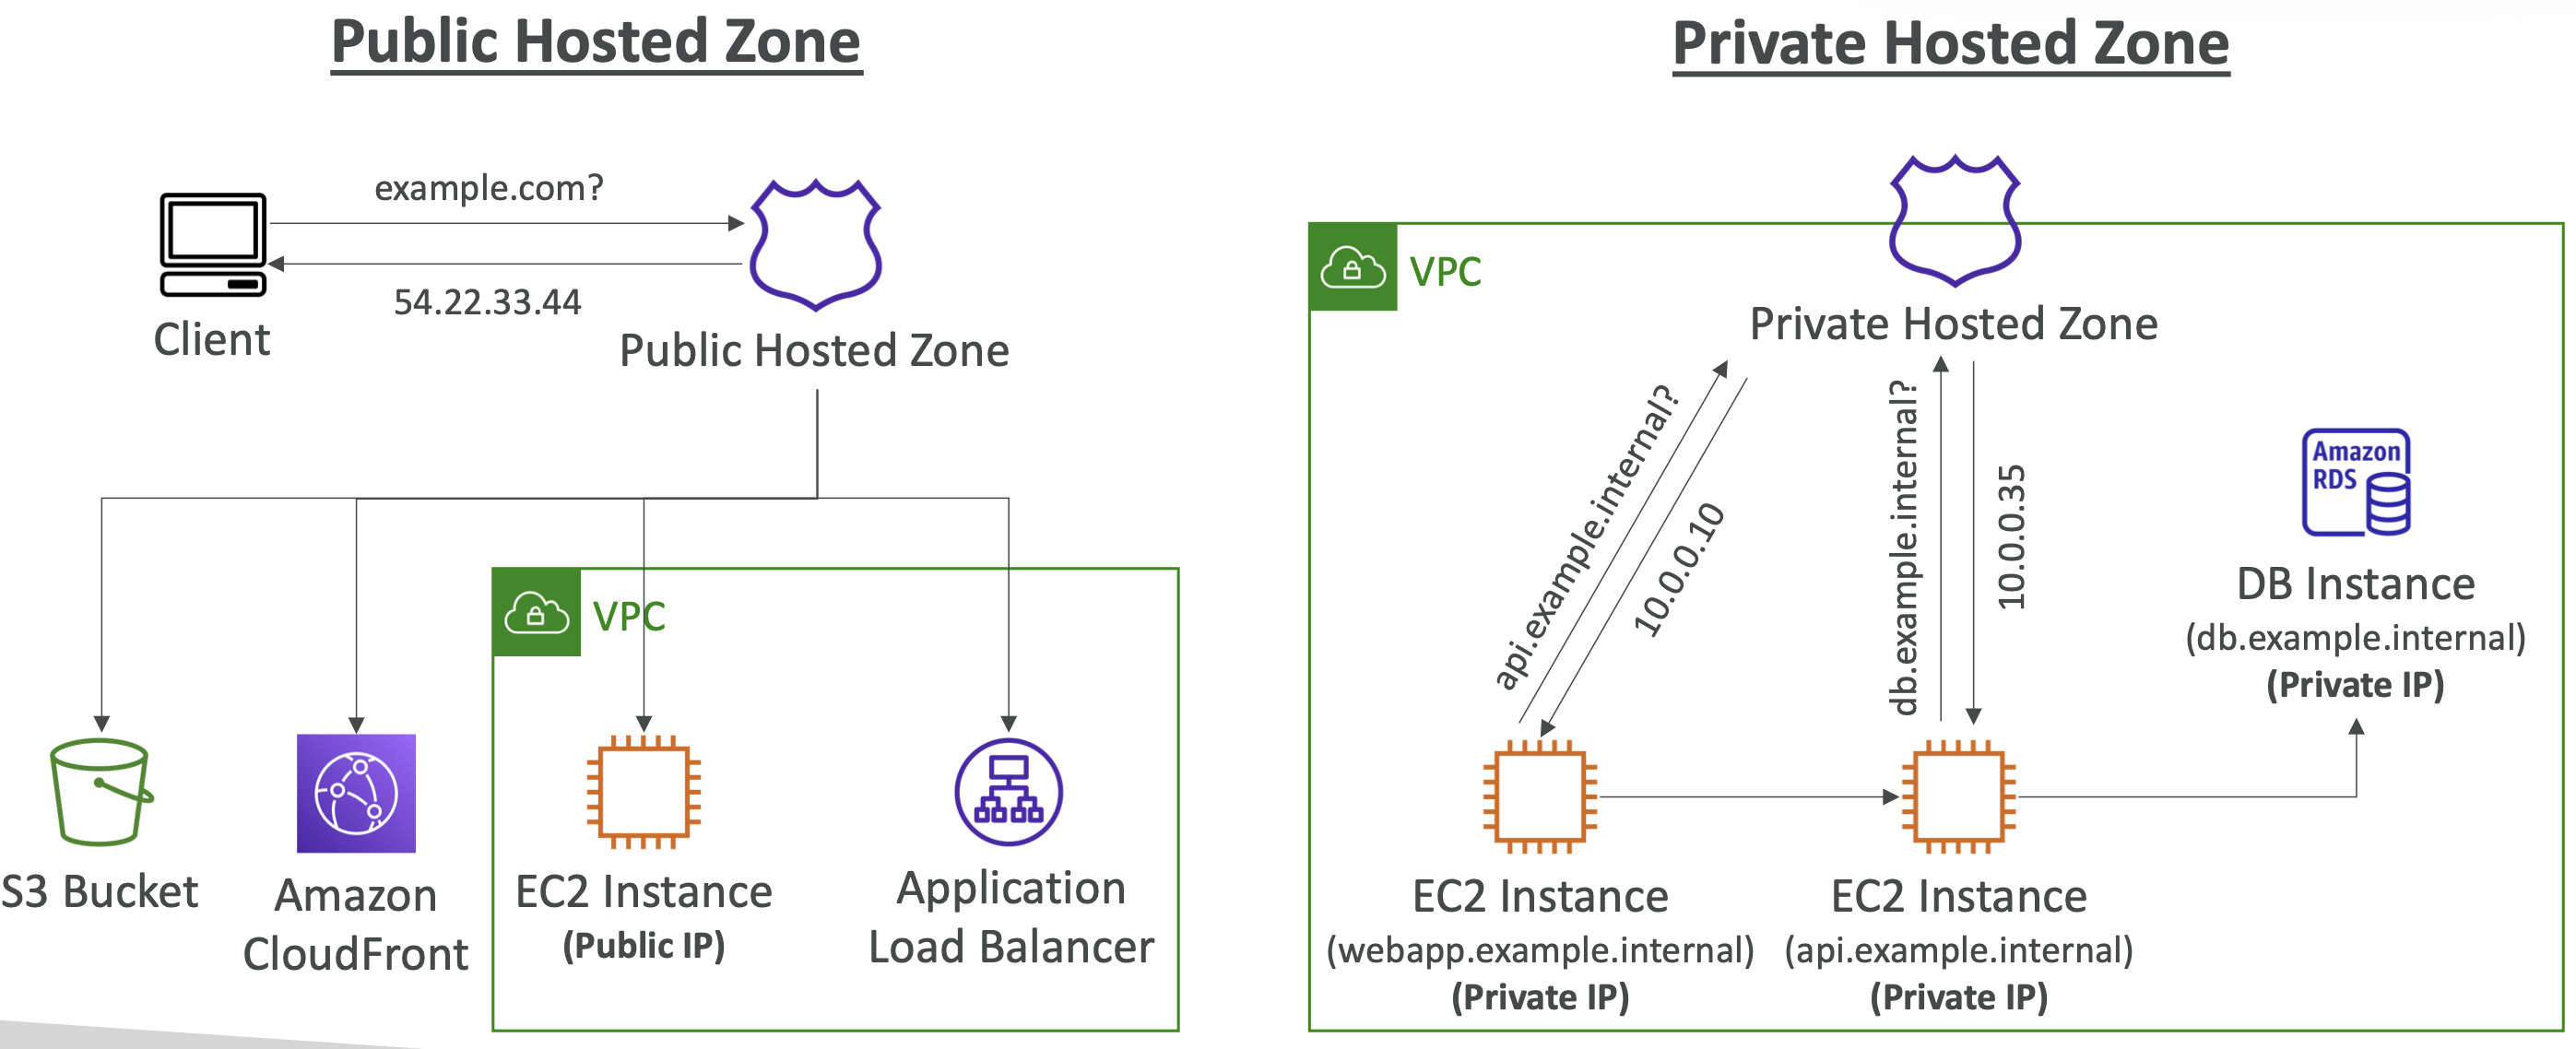 Public Hosted Zone
example.com?
54.22.33.44
Client
Public Hosted Zone
VPC
S3 Bucket
Amazon
CloudFront
EC2 Instance
(Public IP)
Application
Load Balancer
Private Hosted Zone
VPC
Private Hosted Zone
api.example.internal?
10.0.0.10
db.example.internal?
10.0.0.35
Amazon
RDS
DB Instance
(db.example.internal)
(Private IP)
EC2 Instance
(webapp.example.internal)
(Private IP)
EC2 Instance
(api.example.internal)
(Private IP)